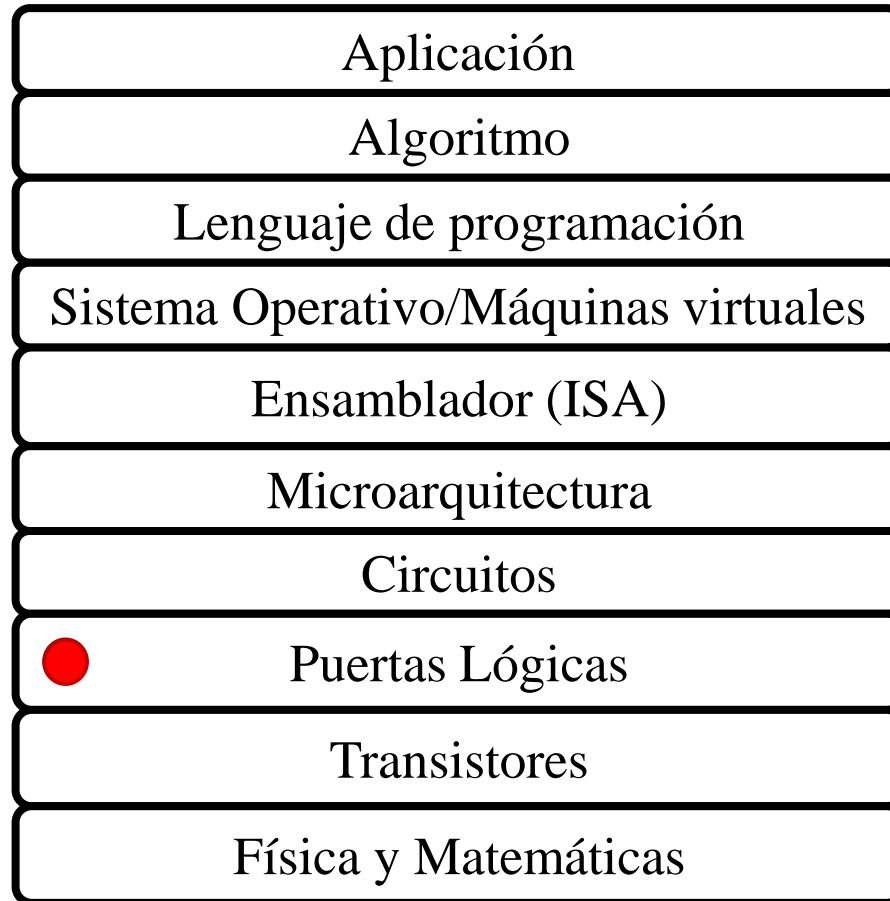 Aplicación
Algoritmo
Lenguaje de programación
Sistema Operativo/Máquinas virtuales
Ensamblador (ISA)
Microarquitectura
Circuitos
Puertas Lógicas
Transistores
Física y Matemáticas